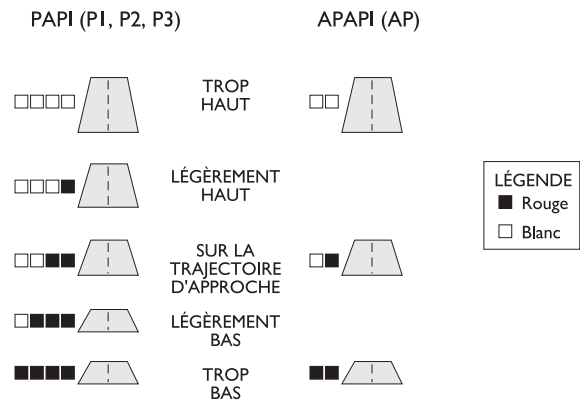 PAPI (P1, P2, P3)
APAPI (AP)
TROP
HAUT
LÉGÈREMENT
HAUT
SUR LA
TRAJECTOIRE
D'APPROCHE
LÉGÈREMENT
BAS
TROP
BAS
LÉGENDE
Rouge
Blanc